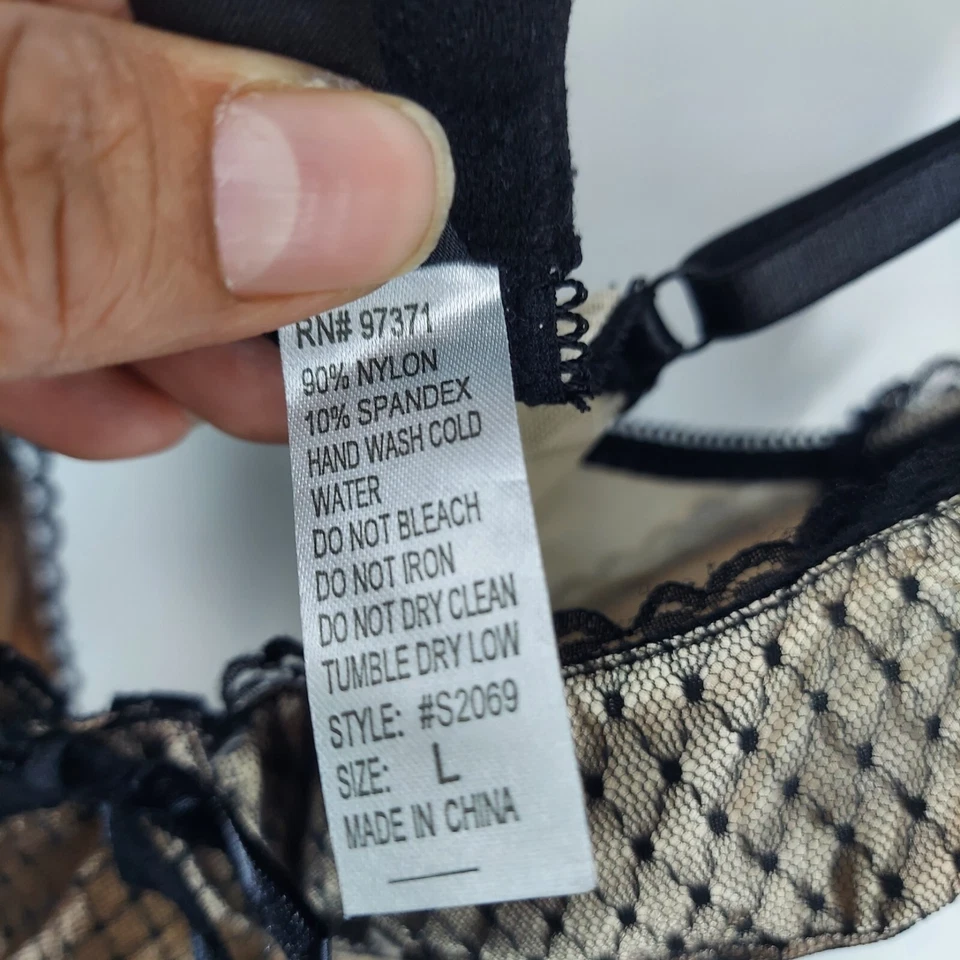 RN# 97371
90% NYLON
10% SPANDEX
HAND WASH COLD
WATER
DO NOT BLEACH
DO NOT IRON
DO NOT DRY CLEAN
TUMBLE DRY LOW
STYLE: #S2069
SIZE: L
MADE IN CHINA